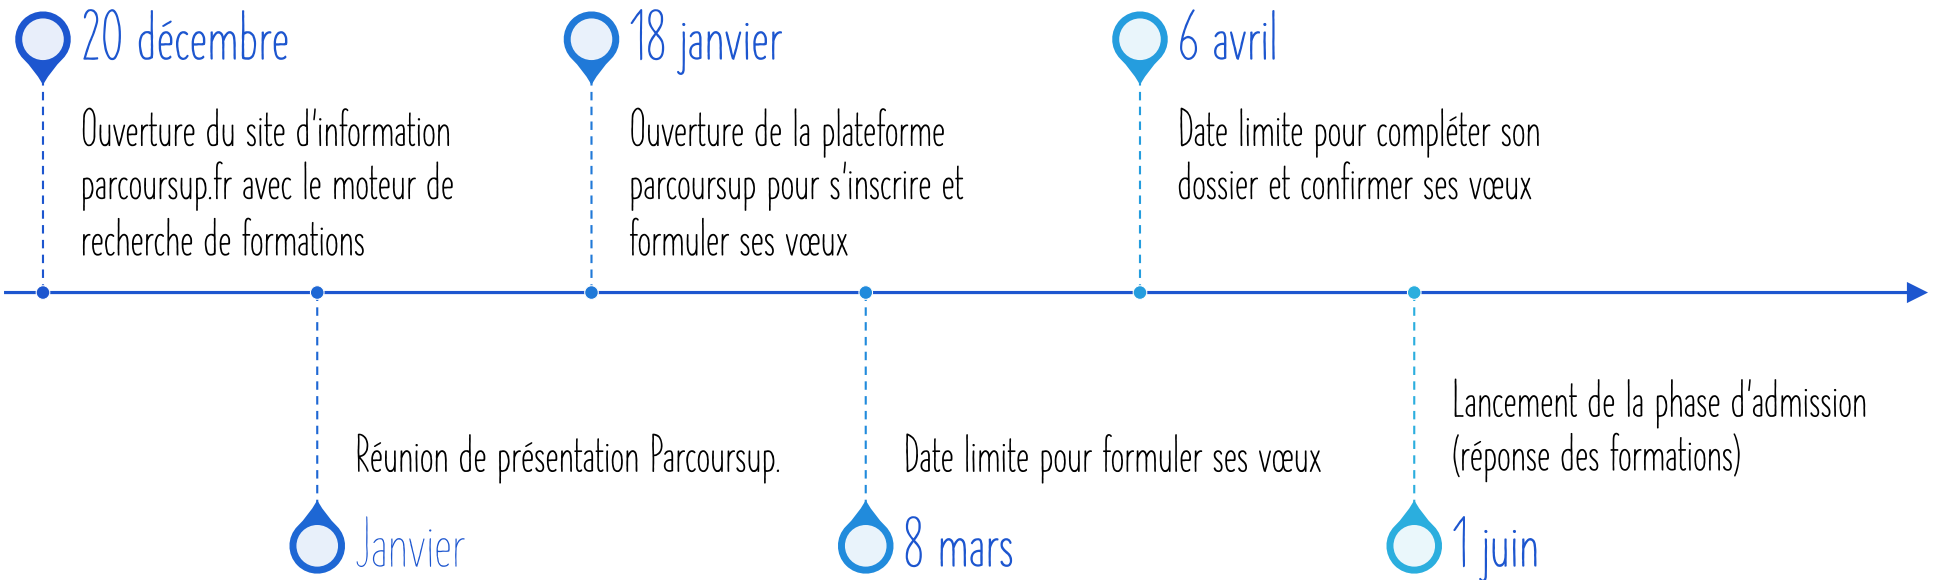 20 décembre
Ouverture du site d'information
parcoursup.fr avec le moteur de
recherche de formations
Réunion de présentation Parcoursup.
Janvier
18 janvier
Ouverture de la plateforme
parcoursup pour s'inscrire et
formuler ses vœux
Date limite pour formuler ses vœux
8 mars
6 avril
Date limite pour compléter son
dossier et confirmer ses vœux
Lancement de la phase d'admission
(réponse des formations)
1 juin